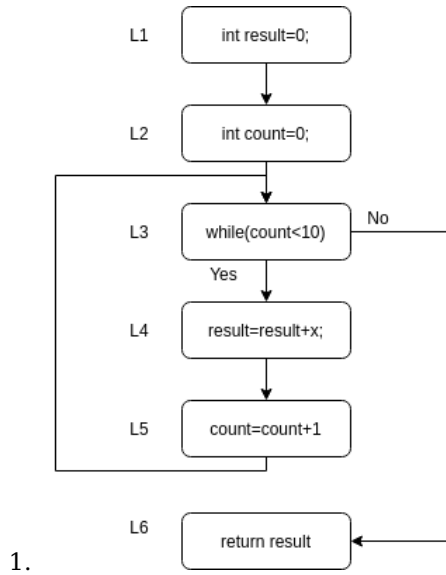 L1 int result=0;
L2 int count=0;
L3 while(count<10) No
Yes
L4 result=result+x;
L5 count=count+1
L6 return result
1.